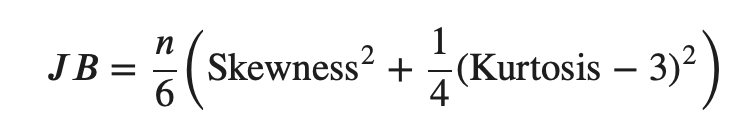 JB = n/6 ( Skewness² + 1/4 (Kurtosis − 3)² )